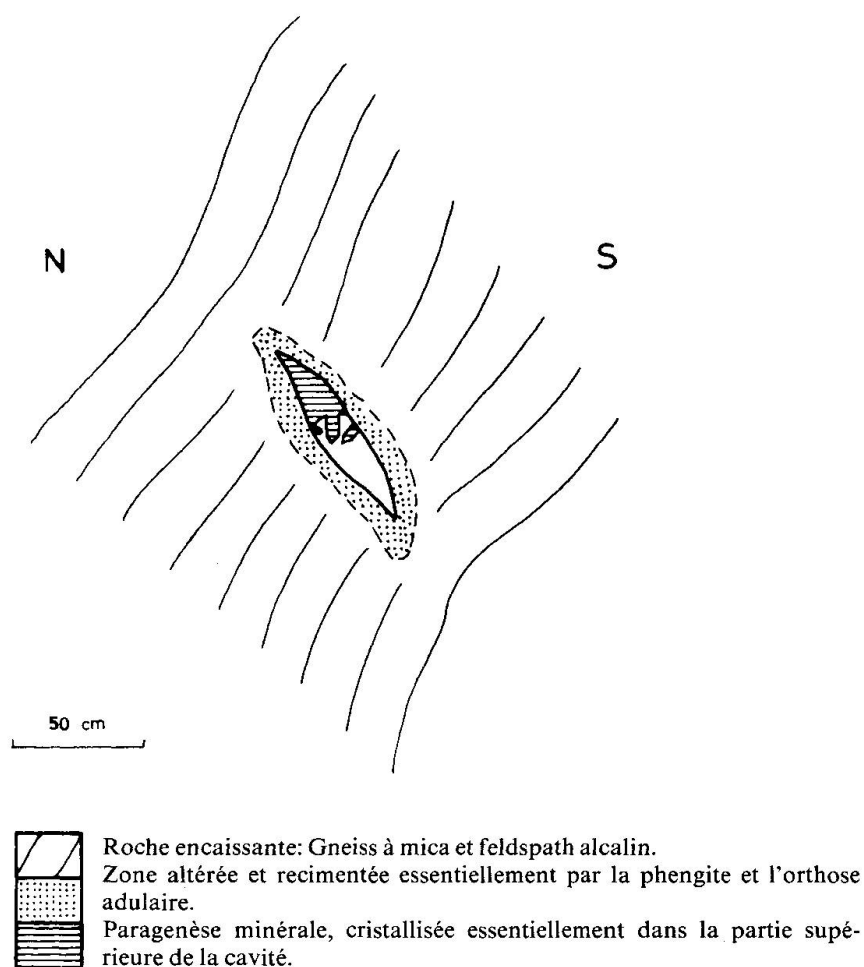 N
S
50 cm
Roche encaissante: Gneiss à mica et feldspath alcalin.
Zone altérée et recimentée essentiellement par la phengite et l'orthose
adulaire.
Paragenèse minérale, cristallisée essentiellement dans la partie supé-
rieure de la cavité.